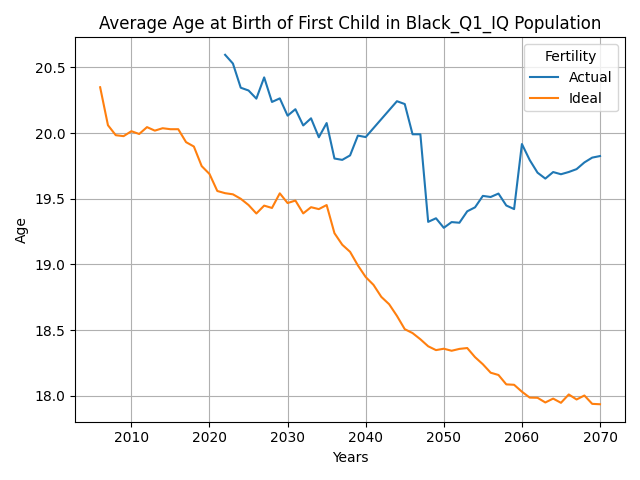 Average Age at Birth of First Child in Black_Q1_IQ Population
Fertility
Actual
Ideal
Age
20.5
20.0
19.5
19.0
18.5
18.0
2010 2020 2030 2040 2050 2060 2070
Years